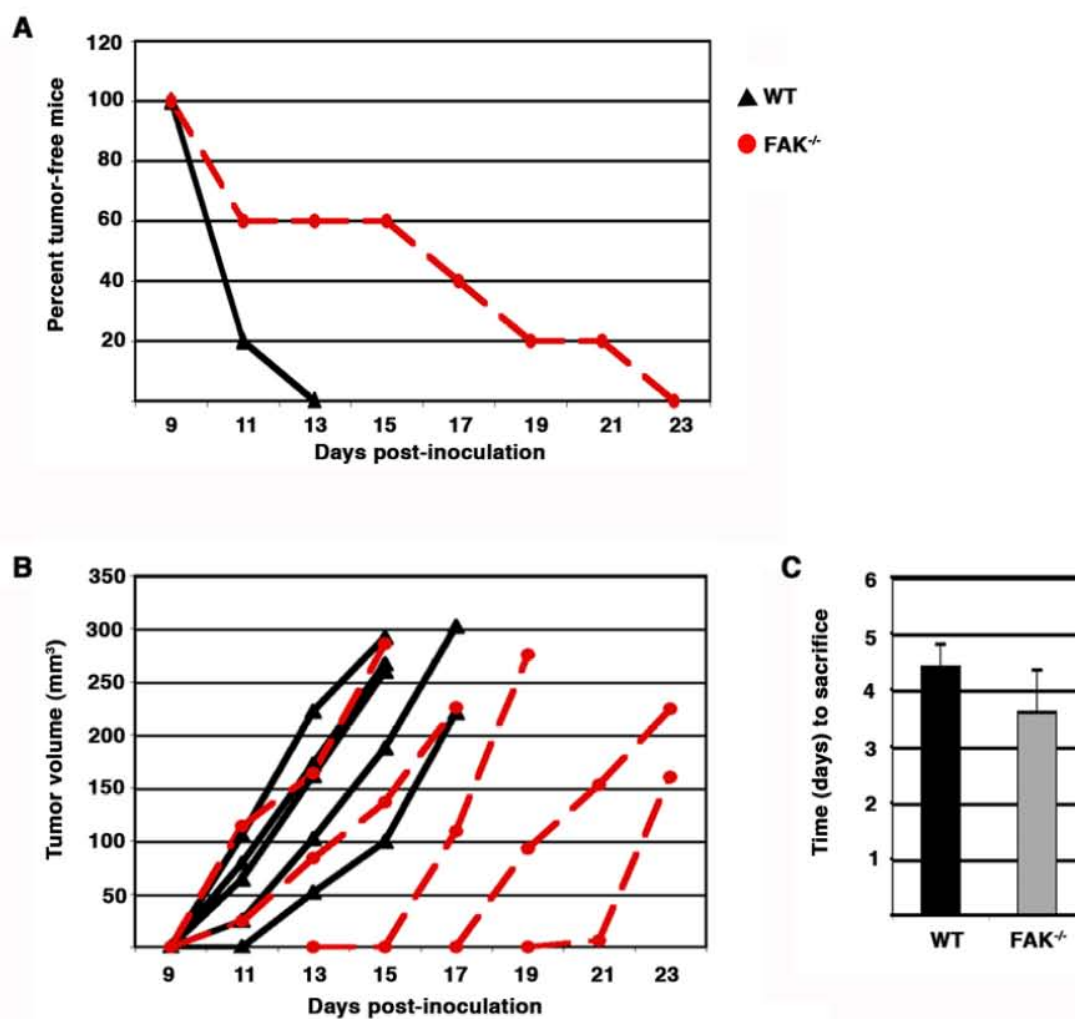 A
Percent tumor-free mice
120
100
80
60
40
20
9 11 13 15 17 19 21 23
Days post-inoculation
WT
FAK-/-
B
Tumor volume (mm³)
350
300
250
200
150
100
50
9 11 13 15 17 19 21 23
Days post-inoculation
C
Time (days) to sacrifice
6
5
4
3
2
1
WT FAK-/-